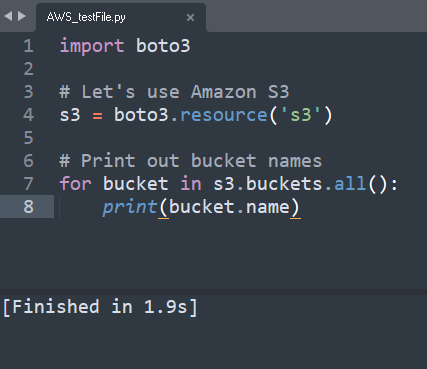 AWS_testFile.py ×
1 import boto3
2
3 # Let's use Amazon S3
4 s3 = boto3.resource('s3')
5
6 # Print out bucket names
7 for bucket in s3.buckets.all():
8     print(bucket.name)
[Finished in 1.9s]